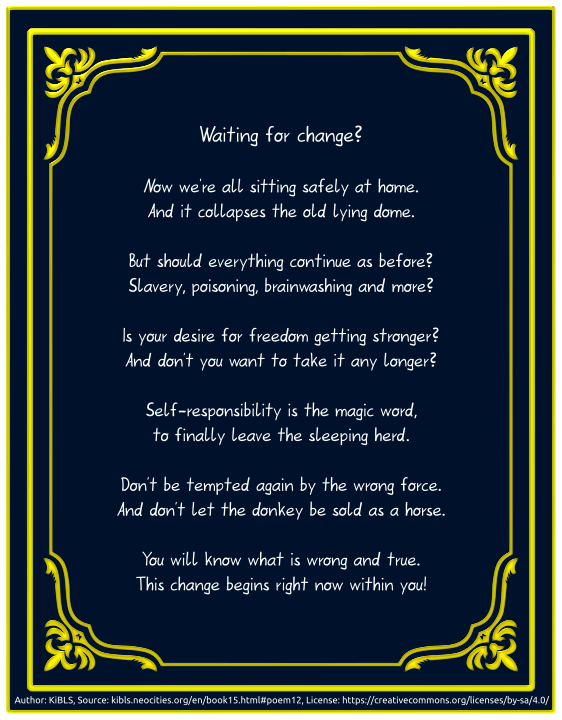 Waiting for change?
Now we're all sitting safely at home.
And it collapses the old lying dome.
But should everything continue as before?
Slavery, poisoning, brainwashing and more?
Is your desire for freedom getting stronger?
And don't you want to take it any longer?
Self-responsibility is the magic word,
to finally leave the sleeping herd.
Don't be tempted again by the wrong force.
And don't let the donkey be sold as a horse.
You will know what is wrong and true.
This change begins right now within you!
Author: KiBLS, Source: kibls.neocities.org/en/book15.html#poem12, License: https://creativecommons.org/licenses/by-sa/4.0/